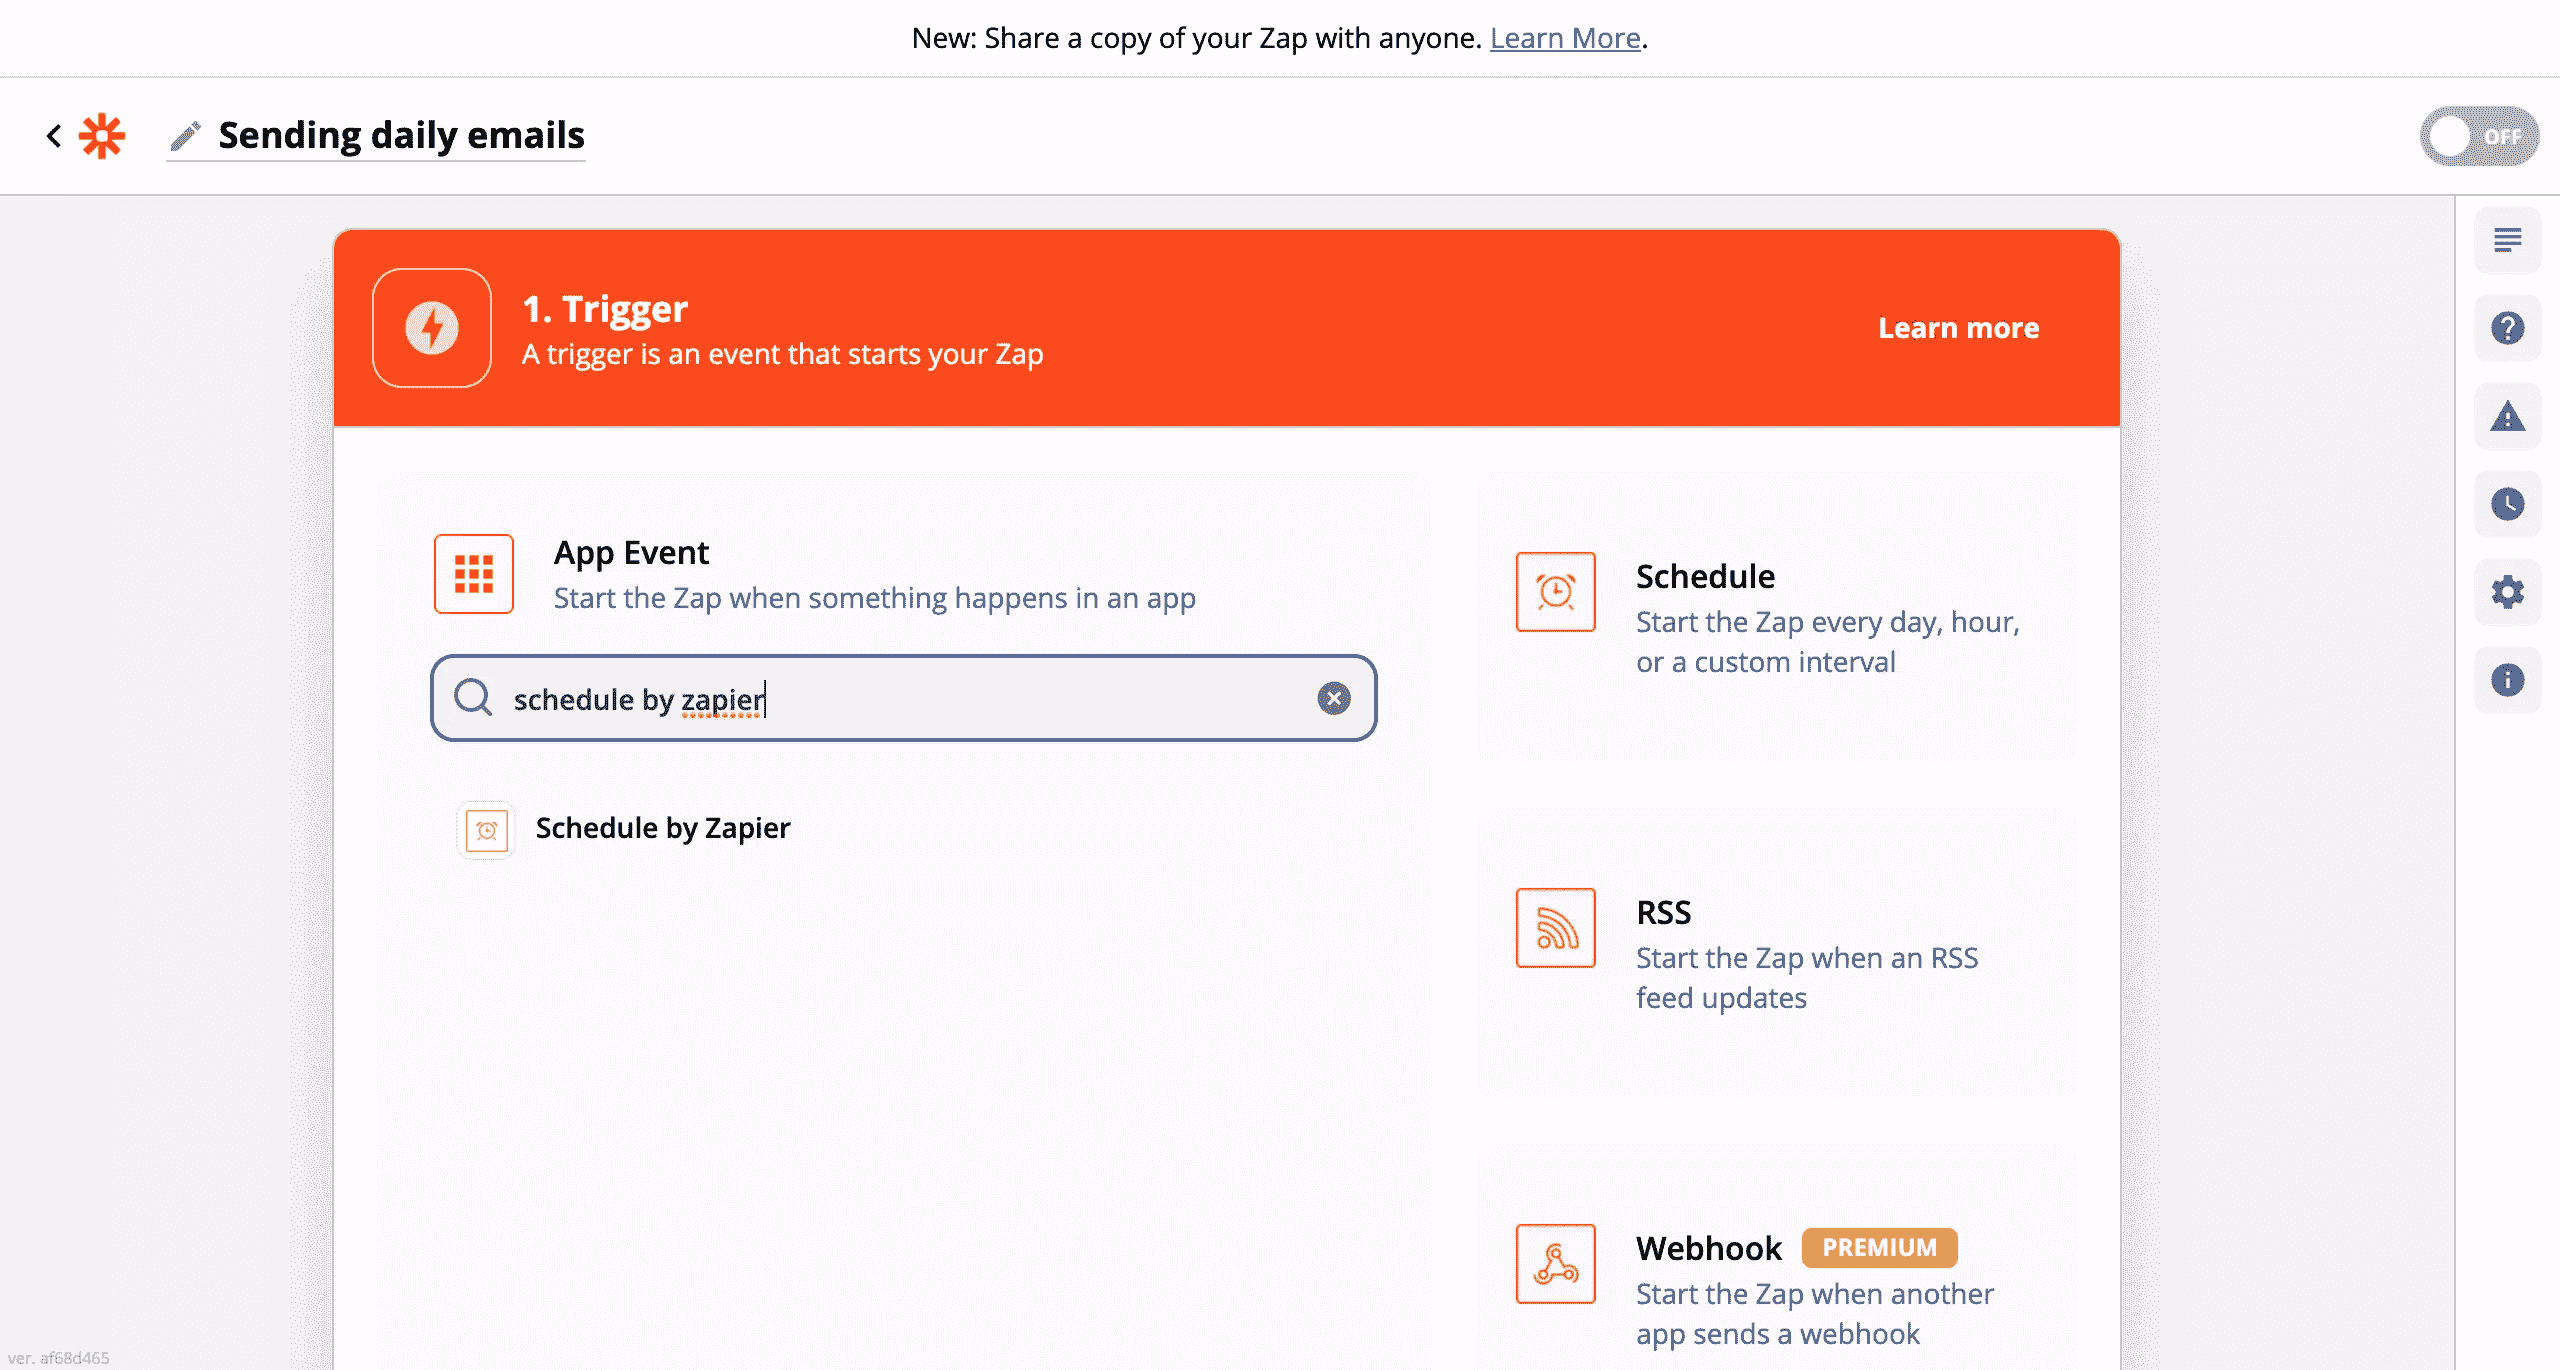 New: Share a copy of your Zap with anyone. Learn More.
Sending daily emails
OFF
1. Trigger
A trigger is an event that starts your Zap
Learn more
App Event
Start the Zap when something happens in an app
schedule by zapier
Schedule by Zapier
Schedule
Start the Zap every day, hour,
or a custom interval
RSS
Start the Zap when an RSS
feed updates
Webhook PREMIUM
Start the Zap when another
app sends a webhook
ver. af68d465